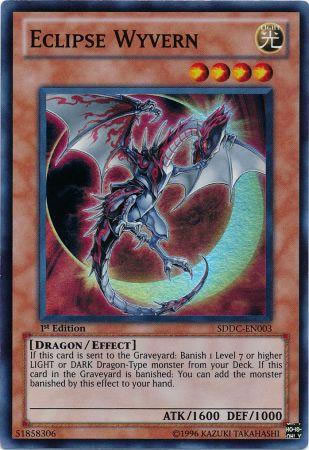 ECLIPSE WYVERN
LIGHT
光
1st Edition
SDDC-EN003
[DRAGON / EFFECT]
If this card is sent to the Graveyard: Banish 1 Level 7 or higher
LIGHT or DARK Dragon-Type monster from your Deck. If this
card in the Graveyard is banished: You can add the monster
banished by this effect to your hand.
ATK/1600 DEF/1000
51858306
©1996 KAZUKI TAKAHASHI